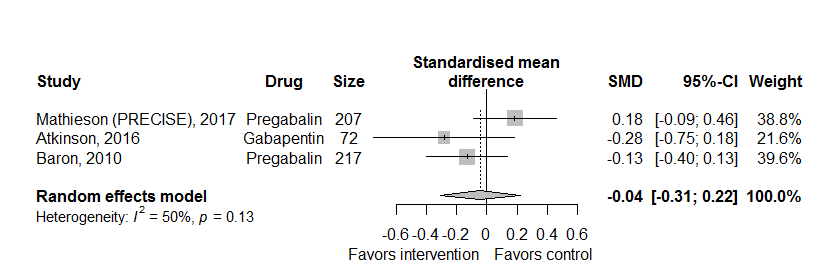 Standardised mean
Study Drug Size difference SMD 95%-CI Weight
Mathieson (PRECISE), 2017 Pregabalin 207 0.18 [-0.09; 0.46] 38.8%
Atkinson, 2016 Gabapentin 72 -0.28 [-0.75; 0.18] 21.6%
Baron, 2010 Pregabalin 217 -0.13 [-0.40; 0.13] 39.6%
Random effects model -0.04 [-0.31; 0.22] 100.0%
Heterogeneity: I² = 50%, p = 0.13
-0.6 -0.4 -0.2 0 0.2 0.4 0.6
Favors intervention Favors control